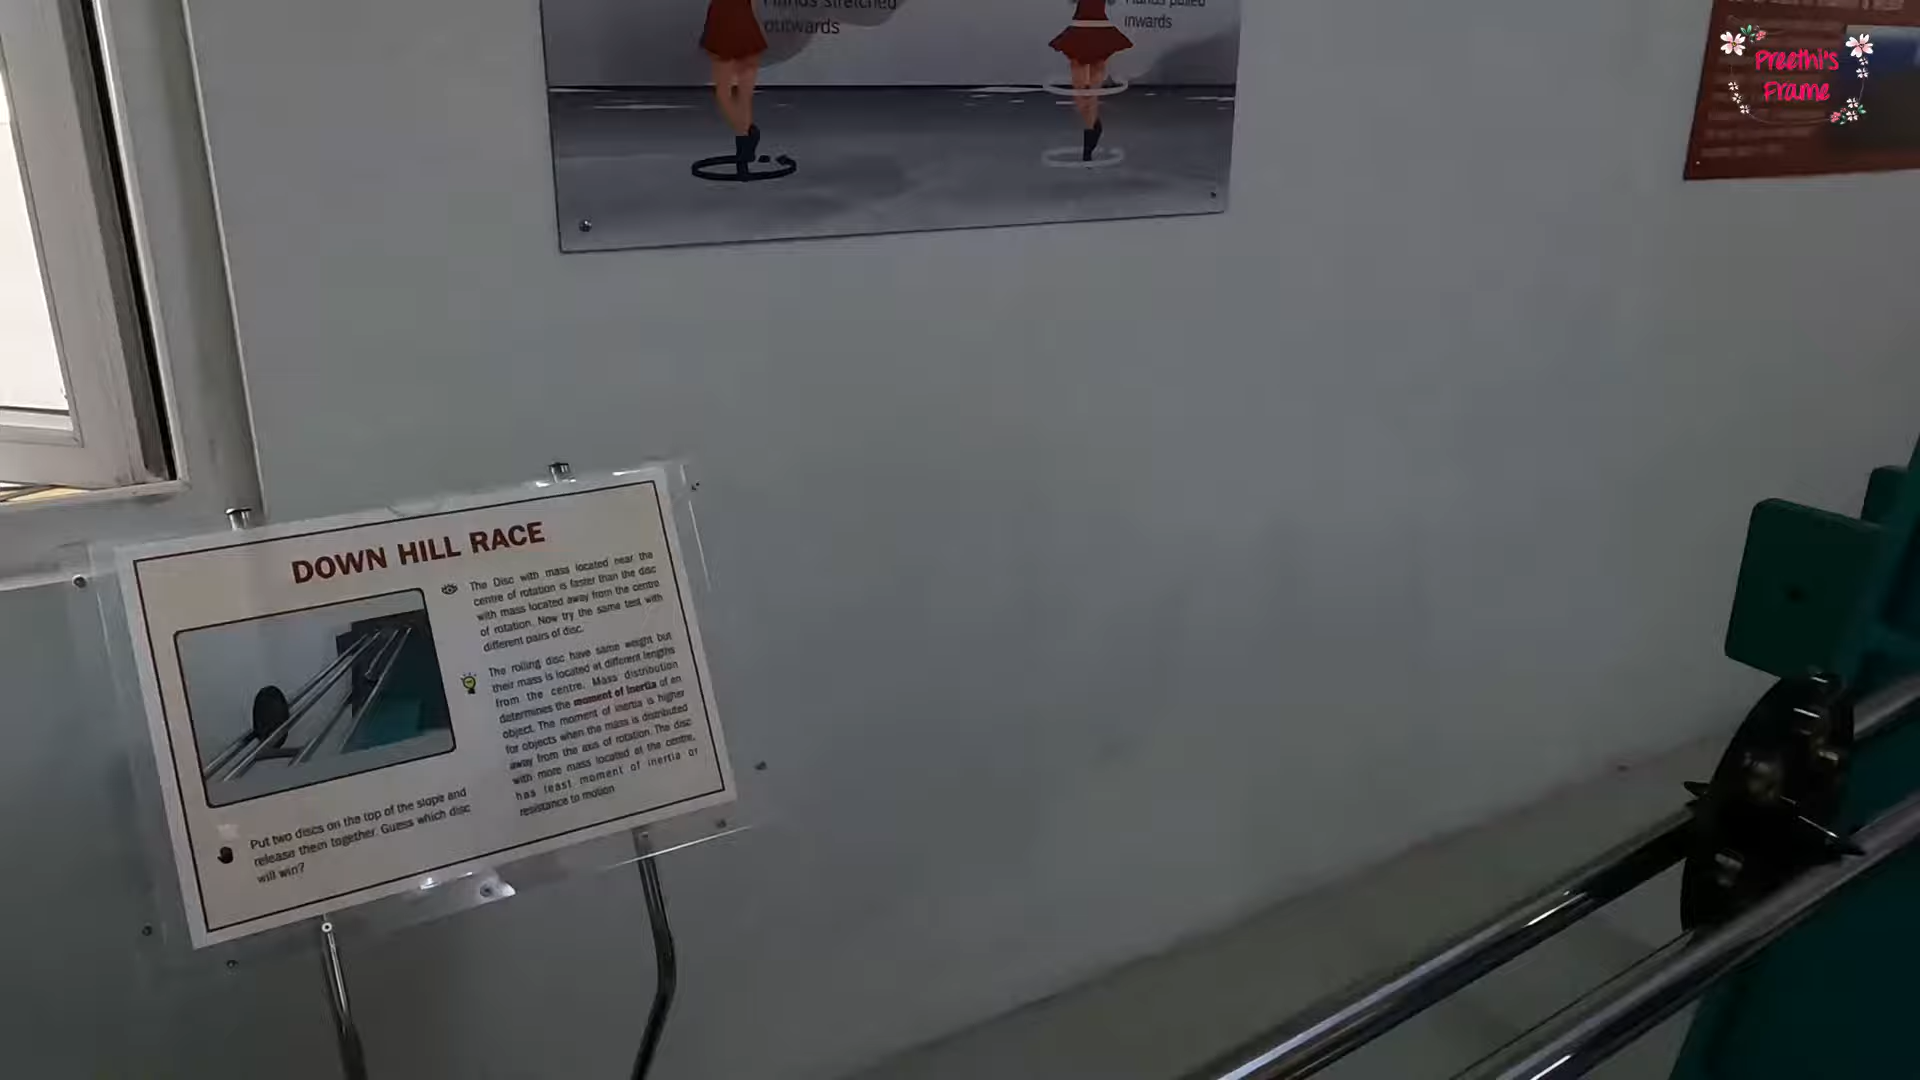 Hands stretched
outwards
Hands pulled
inwards
Preethi's
Frame
DOWN HILL RACE
The Disc with mass located near the
centre of rotation is faster than the disc
with mass located away from the centre
of rotation. Now try the same test with
different pairs of disc.
The rolling disc have same weight but
their mass is located at different lengths
from the centre. Mass distribution
determines the moment of inertia of an
object. The moment of inertia is higher
for objects when the mass is distributed
away from the axis of rotation. The disc
with more mass located at the centre,
has least moment of inertia or
resistance to motion
Put two discs on the top of the slope and
release them together. Guess which disc
will win?